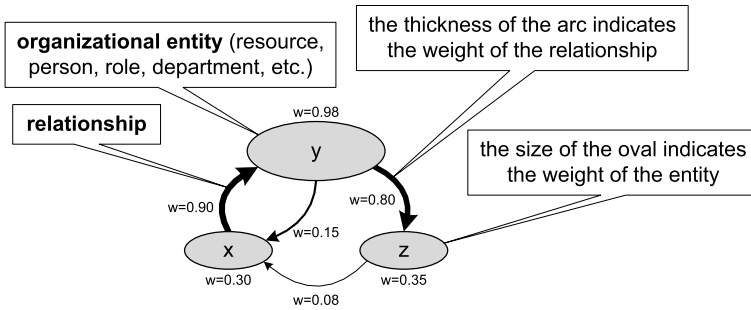 organizational entity (resource,
person, role, department, etc.)
the thickness of the arc indicates
the weight of the relationship
relationship
w=0.98
y
the size of the oval indicates
the weight of the entity
w=0.90
w=0.80
w=0.15
x
z
w=0.30
w=0.35
w=0.08